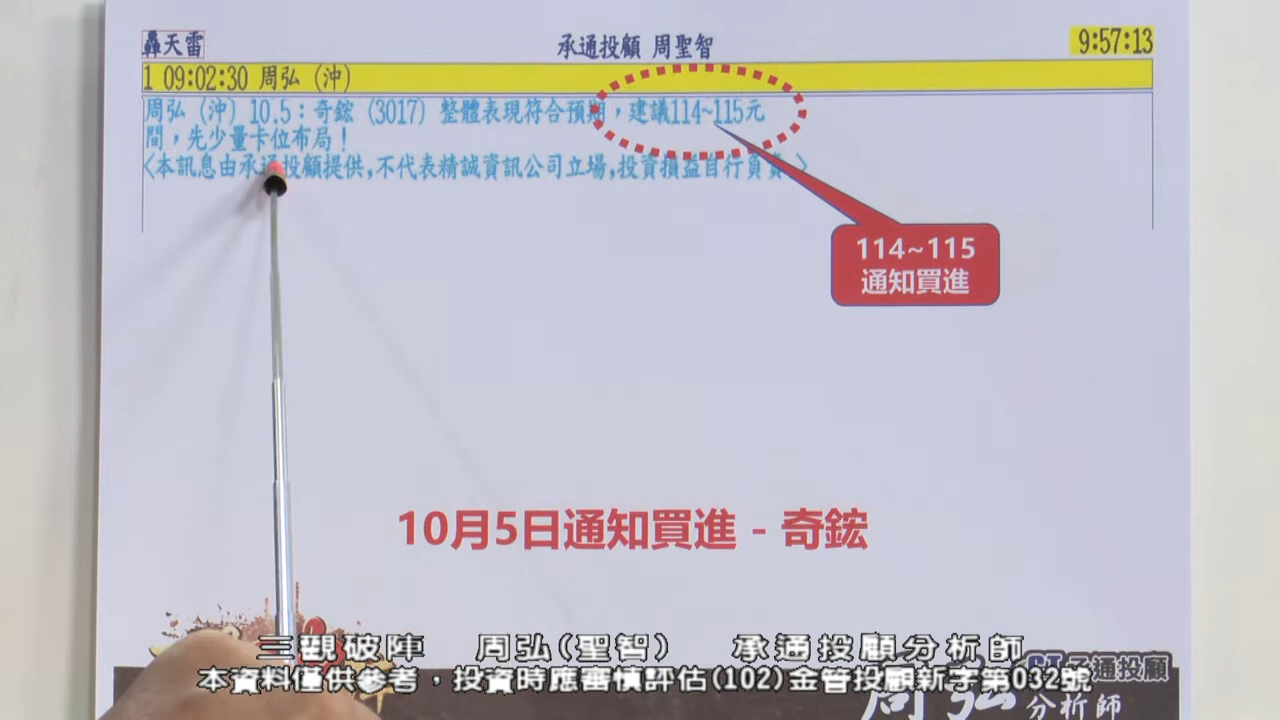 轟天雷
承通投顧 周聖智
9:57:13
1 09:02:30 周弘 (沖)
周弘 (沖) 10.5：奇鋐 (3017) 整體表現符合預期，建議114~115元
間，先少量卡位布局！
<本訊息由承通投顧提供,不代表精誠資訊公司立場,投資損益自行負責 >
114~115
通知買進
10月5日通知買進 - 奇鋐
三觀破陣 周弘(聖智) 承通投顧分析師
承通投顧
本資料僅供參考，投資時應審慎評估(102)金管投顧新字第032號
周弘
分析師